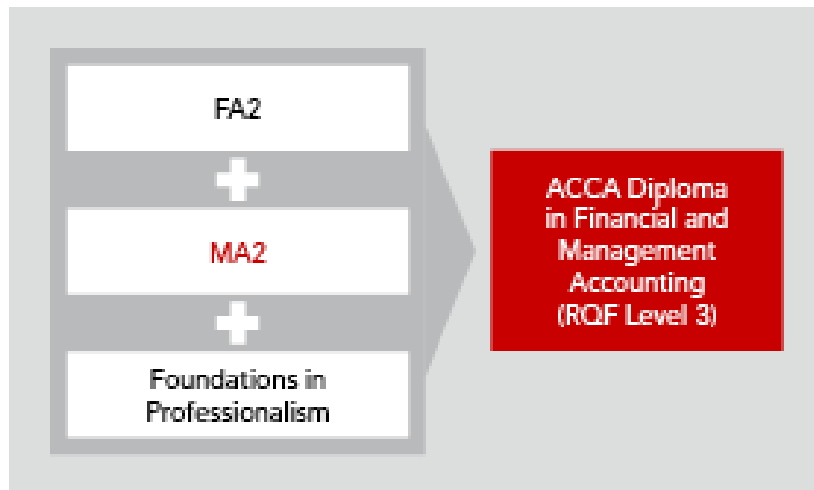 FA2
MA2
Foundations in
Professionalism
ACCA Diploma
in Financial and
Management
Accounting
(RQF Level 3)